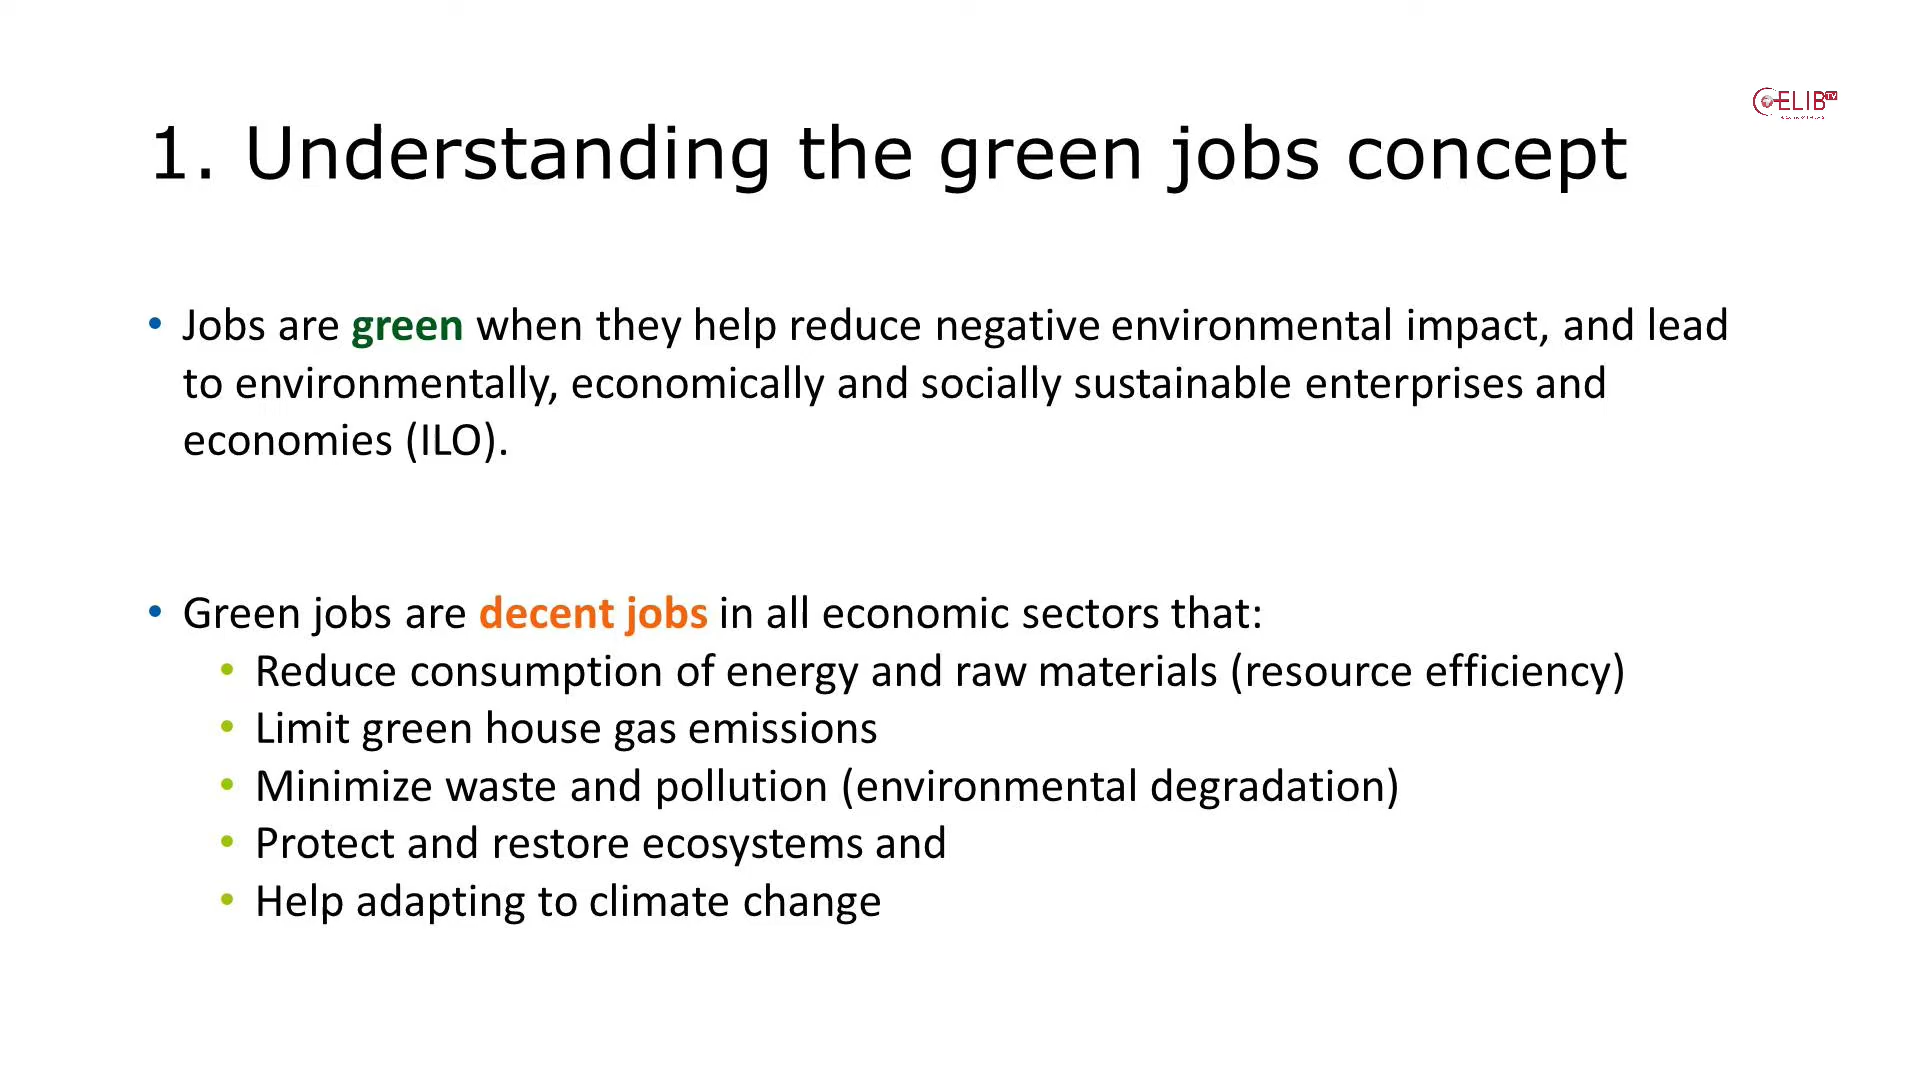 ELIB TV
1. Understanding the green jobs concept
• Jobs are green when they help reduce negative environmental impact, and lead
to environmentally, economically and socially sustainable enterprises and
economies (ILO).
• Green jobs are decent jobs in all economic sectors that:
• Reduce consumption of energy and raw materials (resource efficiency)
• Limit green house gas emissions
• Minimize waste and pollution (environmental degradation)
• Protect and restore ecosystems and
• Help adapting to climate change